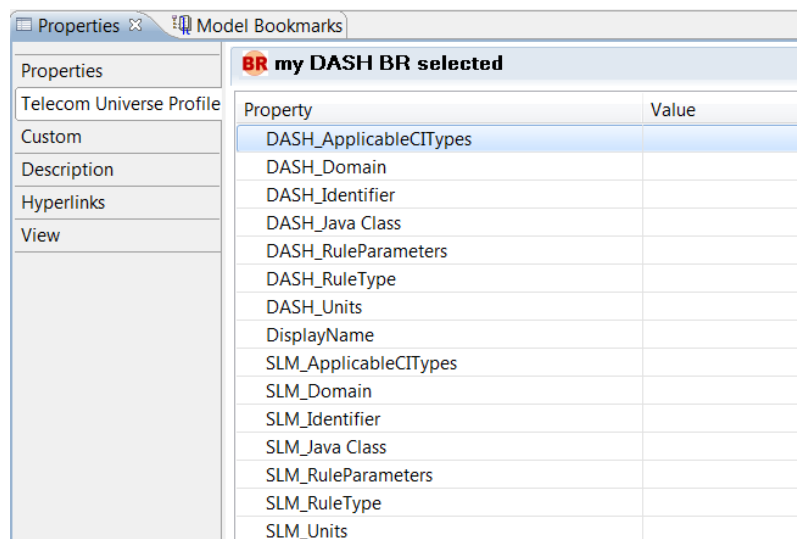 Properties Model Bookmarks
Properties
Telecom Universe Profile
Custom
Description
Hyperlinks
View
BR my DASH BR selected
Property Value
DASH_ApplicableCITypes
DASH_Domain
DASH_Identifier
DASH_Java Class
DASH_RuleParameters
DASH_RuleType
DASH_Units
DisplayName
SLM_ApplicableCITypes
SLM_Domain
SLM_Identifier
SLM_Java Class
SLM_RuleParameters
SLM_RuleType
SLM_Units